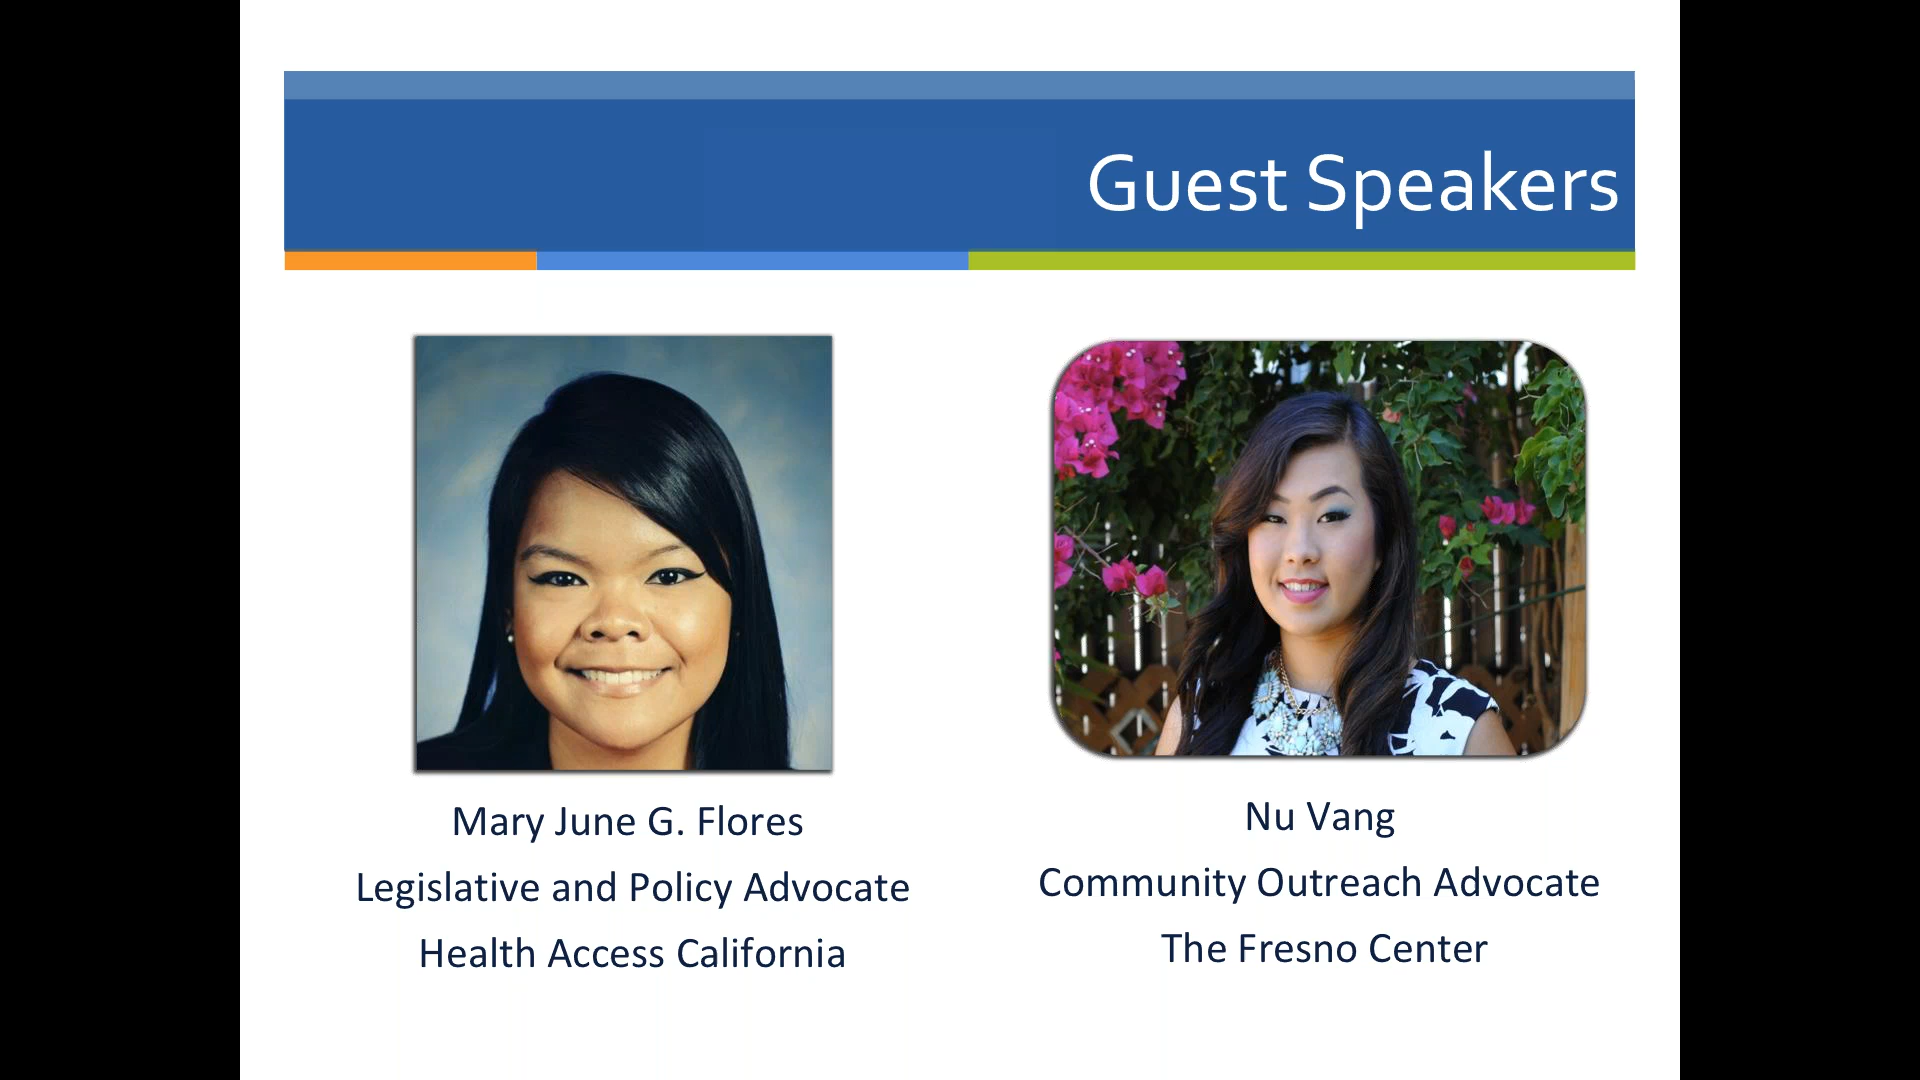 Guest Speakers
Mary June G. Flores
Legislative and Policy Advocate
Health Access California
Nu Vang
Community Outreach Advocate
The Fresno Center